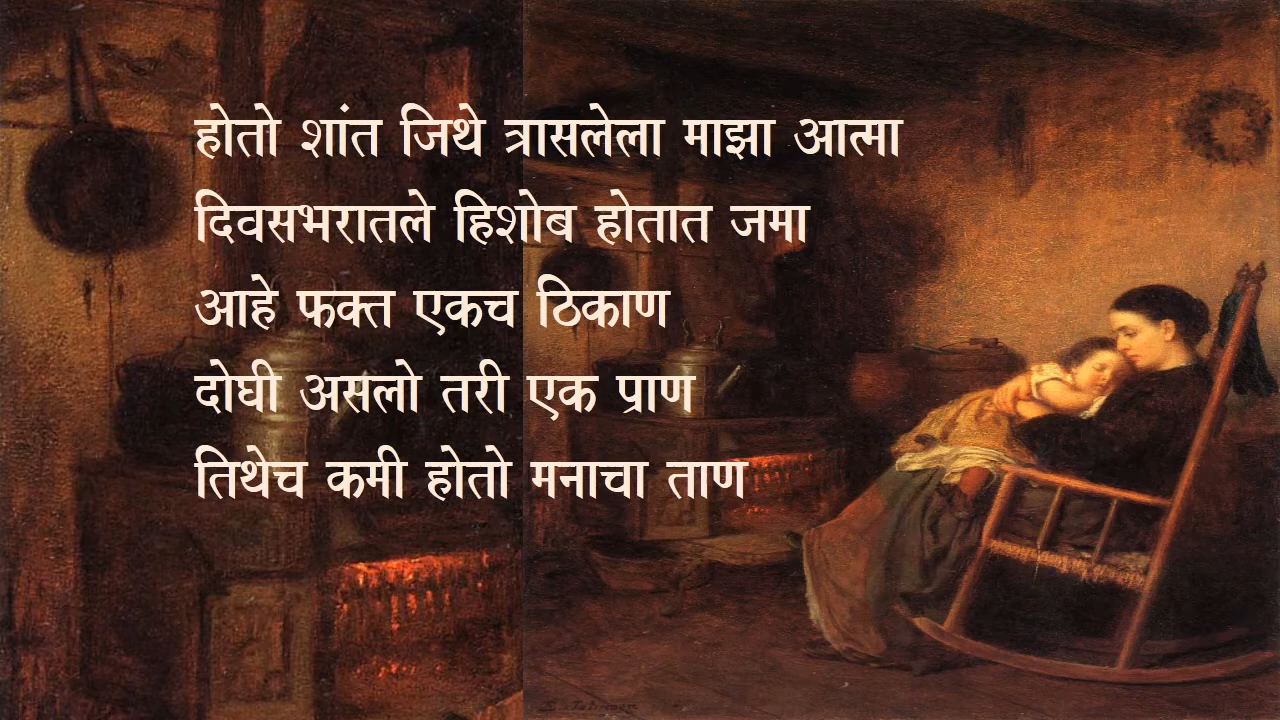 होतो शांत जिथे त्रासलेला माझा आत्मा
दिवसभरातले हिशोब होतात जमा
आहे फक्त एकच ठिकाण
दोघी असलो तरी एक प्राण
तिथेच कमी होतो मनाचा ताण